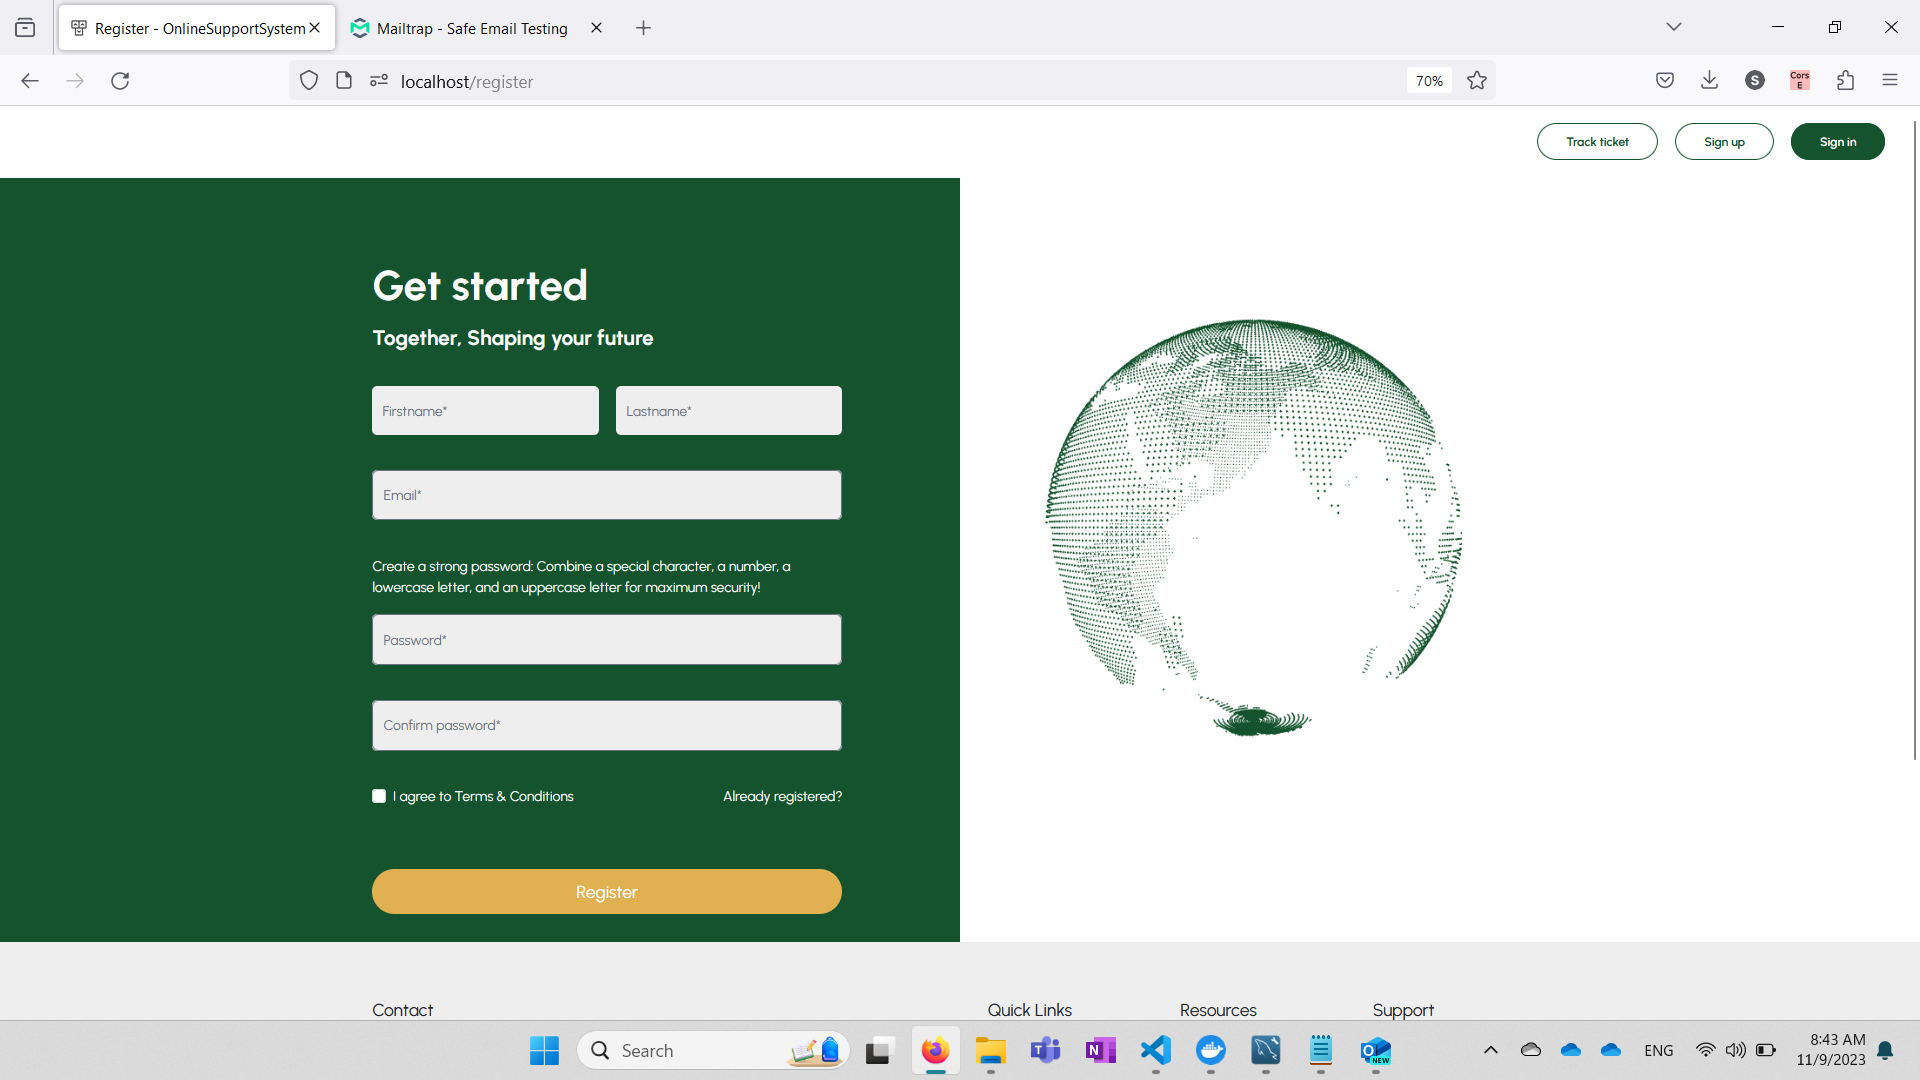 Register - OnlineSupportSystem
Mailtrap - Safe Email Testing
localhost/register
70%
S
Cors
E
Track ticket
Sign up
Sign in
Get started
Together, Shaping your future
Firstname*
Lastname*
Email*
Create a strong password: Combine a special character, a number, a
lowercase letter, and an uppercase letter for maximum security!
Password*
Confirm password*
I agree to Terms & Conditions
Already registered?
Register
Contact
Quick Links
Resources
Support
Search
T
N
O
NEW
ENG
8:43 AM
11/9/2023